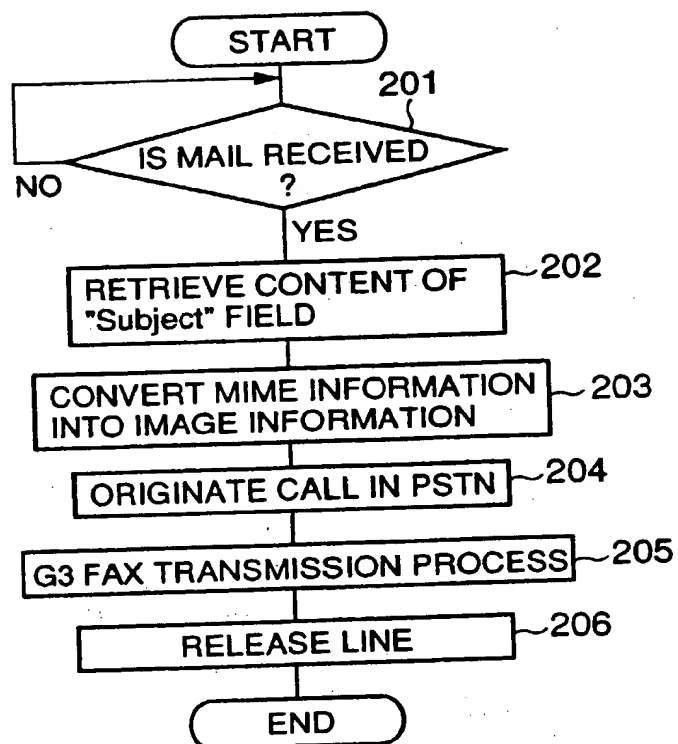 START
201
IS MAIL RECEIVED
?
NO
YES
202
RETRIEVE CONTENT OF
"Subject" FIELD
CONVERT MIME INFORMATION
INTO IMAGE INFORMATION
203
ORIGINATE CALL IN PSTN
204
G3 FAX TRANSMISSION PROCESS
205
RELEASE LINE
206
END